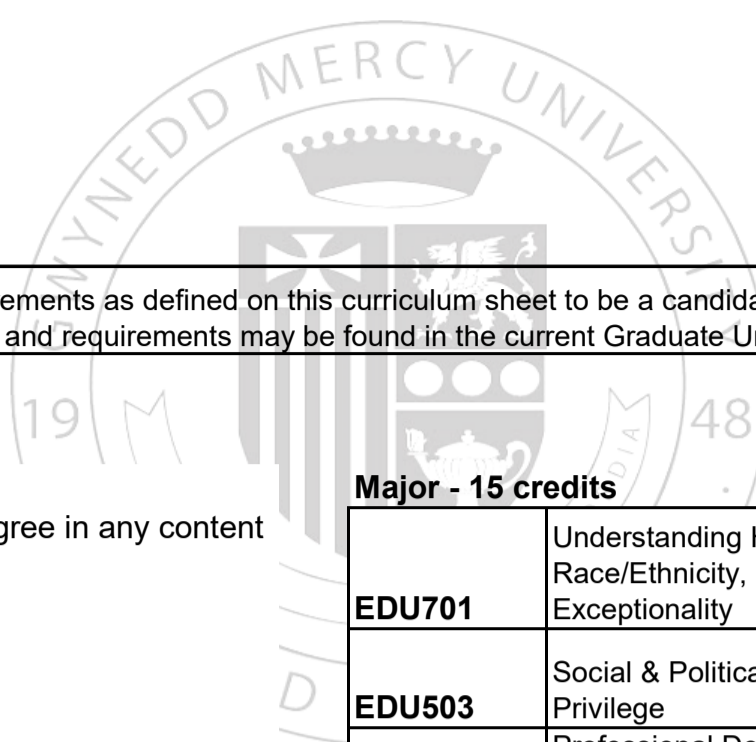 GWYNEDD MERCY UNIVERSI
ements as defined on this curriculum sheet to be a candida
and requirements may be found in the current Graduate U
19
48
DIA
Major - 15 credits
gree in any content
Understanding
Race/Ethnicity,
EDU701
Exceptionality
Social & Politica
EDU503
Privilege
D